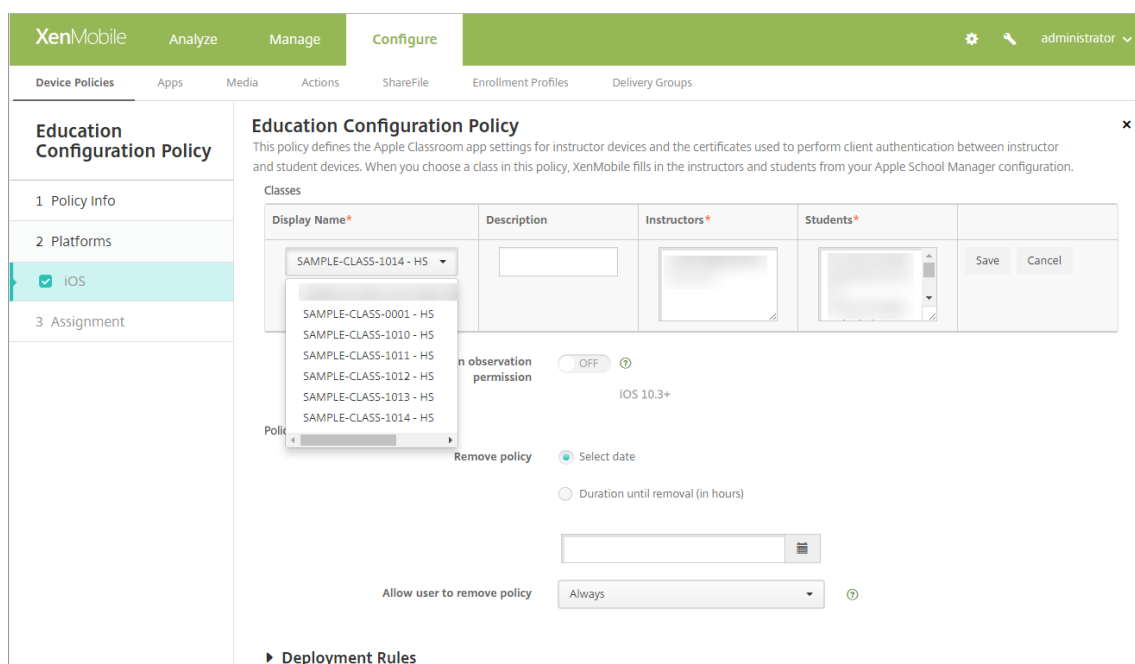 XenMobile Analyze Manage Configure administrator
Device Policies Apps Media Actions ShareFile Enrollment Profiles Delivery Groups
Education
Configuration Policy
1 Policy Info
2 Platforms
iOS
3 Assignment
Education Configuration Policy
This policy defines the Apple Classroom app settings for instructor devices and the certificates used to perform client authentication between instructor
and student devices. When you choose a class in this policy, XenMobile fills in the instructors and students from your Apple School Manager configuration.
Classes
Display Name* Description Instructors* Students*
SAMPLE-CLASS-1014 - HS Save Cancel
SAMPLE-CLASS-0001 - HS
SAMPLE-CLASS-1010 - HS
SAMPLE-CLASS-1011 - HS
SAMPLE-CLASS-1012 - HS
SAMPLE-CLASS-1013 - HS
SAMPLE-CLASS-1014 - HS
observation OFF
permission
iOS 10.3+
Remove policy Select date
Duration until removal (in hours)
Allow user to remove policy Always
Deployment Rules